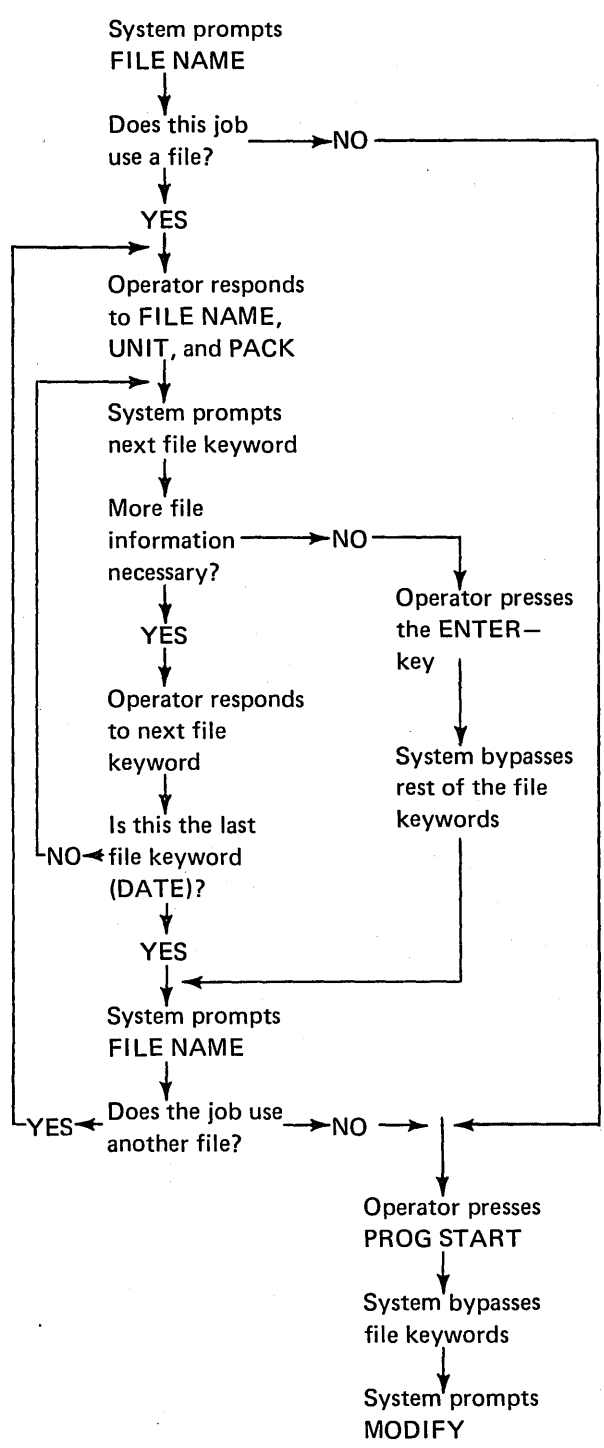 System prompts
FILE NAME
Does this job
use a file?
NO
YES
Operator responds
to FILE NAME,
UNIT, and PACK
System prompts
next file keyword
More file
information
necessary?
NO
YES
Operator presses
the ENTER—
key
Operator responds
to next file
keyword
System bypasses
rest of the file
keywords
Is this the last
file keyword
(DATE)?
NO
YES
System prompts
FILE NAME
Does the job use
another file?
YES
NO
Operator presses
PROG START
System bypasses
file keywords
System prompts
MODIFY